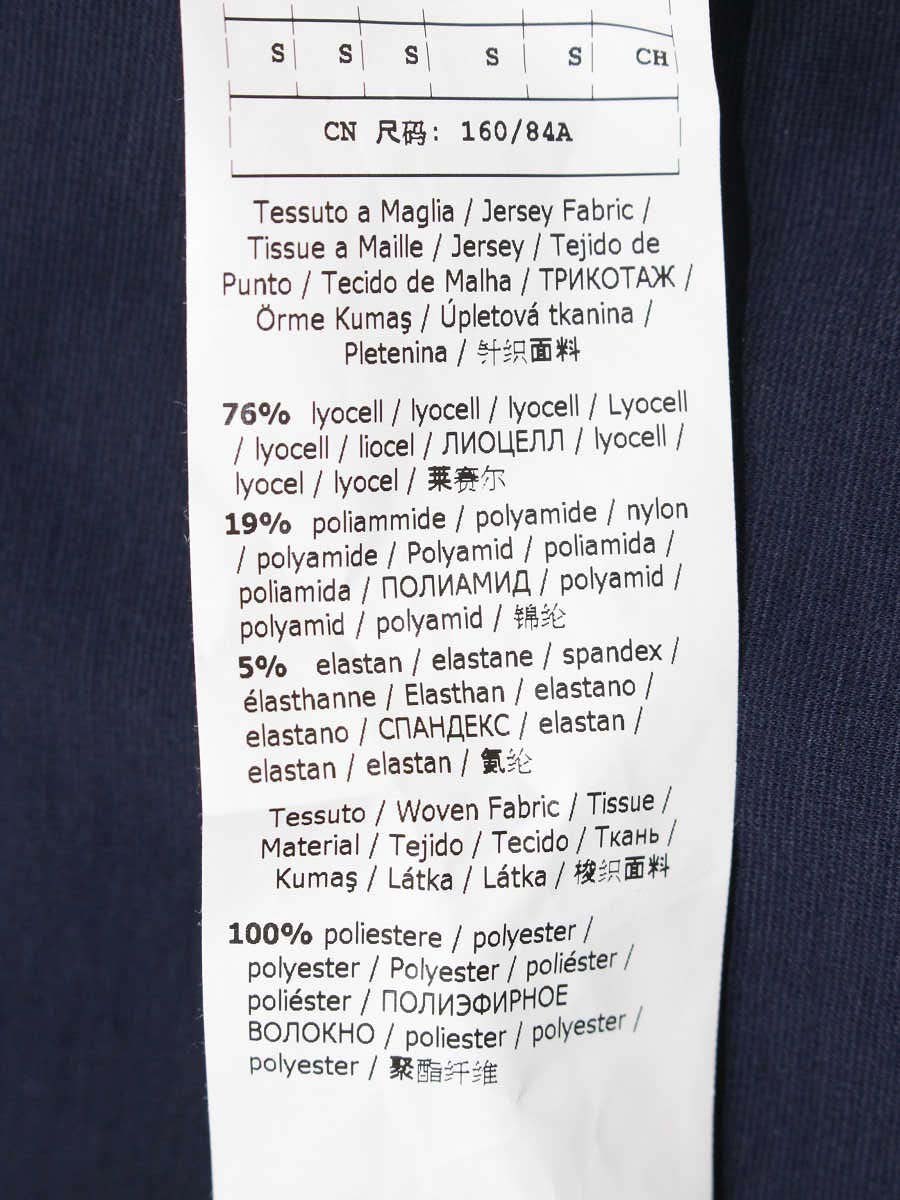 S S S S S CH
CN 尺码: 160/84A
Tessuto a Maglia / Jersey Fabric /
Tissue a Maille / Jersey / Tejido de
Punto / Tecido de Malha / ТРИКОТАЖ /
Örme Kumaş / Úpletová tkanina /
Pletenina / 针织面料
76% lyocell / lyocell / lyocell / Lyocell
/ lyocell / liocel / ЛИОЦЕЛЛ / lyocell /
lyocel / lyocel / 莱赛尔
19% poliammide / polyamide / nylon
/ polyamide / Polyamid / poliamida /
poliamida / ПОЛИАМИД / polyamid /
polyamid / polyamid / 锦纶
5% elastan / elastane / spandex /
élasthanne / Elasthan / elastano /
elastano / СПАНДЕКС / elastan /
elastan / elastan / 氨纶
Tessuto / Woven Fabric / Tissue /
Material / Tejido / Tecido / Ткань /
Kumaş / Látka / Látka / 梭织面料
100% poliestere / polyester /
polyester / Polyester / poliéster /
poliéster / ПОЛИЭФИРНОЕ
ВОЛОКНО / poliester / polyester /
polyester / 聚酯纤维